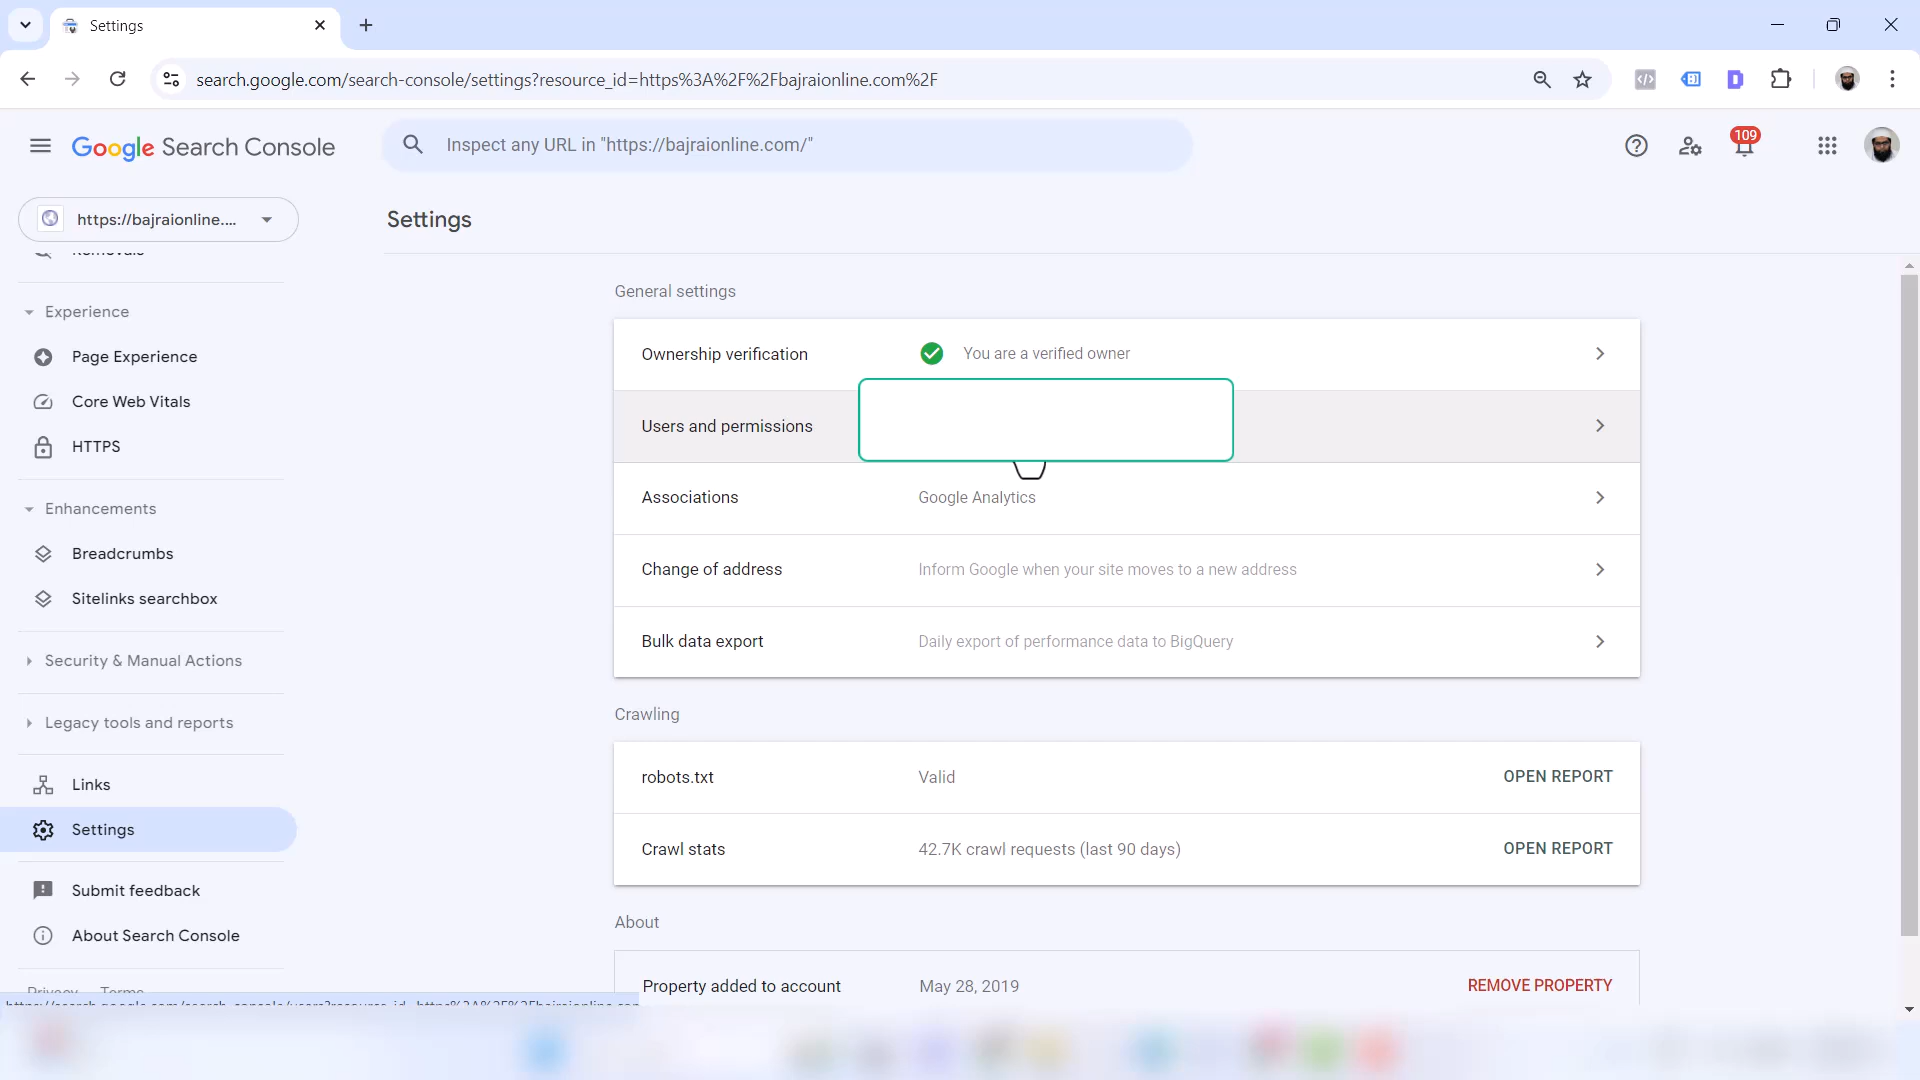 Settings
search.google.com/search-console/settings?resource_id=https%3A%2F%2Fbajraionline.com%2F
Google Search Console
Inspect any URL in "https://bajraionline.com/"
109
https://bajraionline....
Settings
Removals
Experience
Page Experience
Core Web Vitals
HTTPS
Enhancements
Breadcrumbs
Sitelinks searchbox
Security & Manual Actions
Legacy tools and reports
Links
Settings
Submit feedback
About Search Console
Privacy Terms
General settings
Ownership verification You are a verified owner
Users and permissions
Associations Google Analytics
Change of address Inform Google when your site moves to a new address
Bulk data export Daily export of performance data to BigQuery
Crawling
robots.txt Valid OPEN REPORT
Crawl stats 42.7K crawl requests (last 90 days) OPEN REPORT
About
Property added to account May 28, 2019 REMOVE PROPERTY